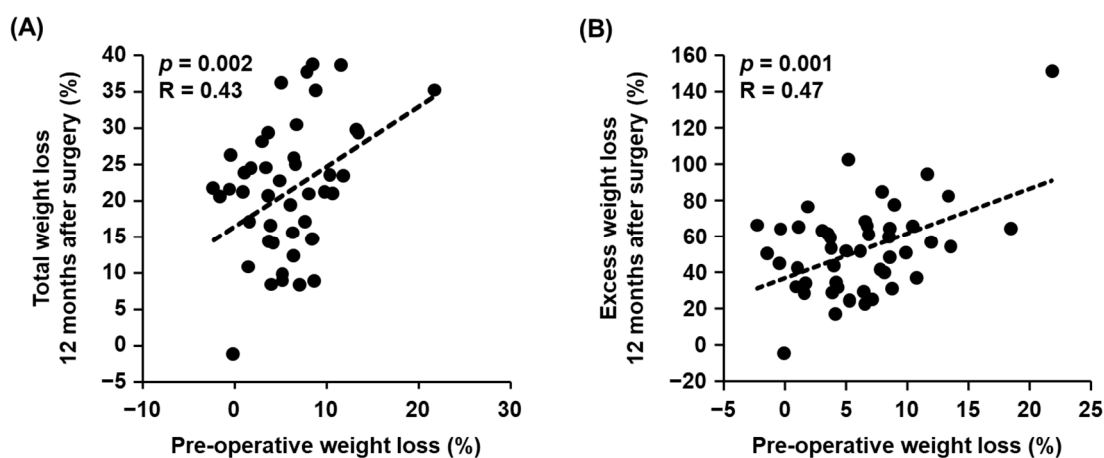 (A)
p = 0.002
R = 0.43
Total weight loss
12 months after surgery (%)
40
35
30
25
20
15
10
5
0
−5
−10
0
10
20
30
Pre-operative weight loss (%)
(B)
p = 0.001
R = 0.47
Excess weight loss
12 months after surgery (%)
160
140
120
100
80
60
40
20
0
−20
−5
0
5
10
15
20
25
Pre-operative weight loss (%)